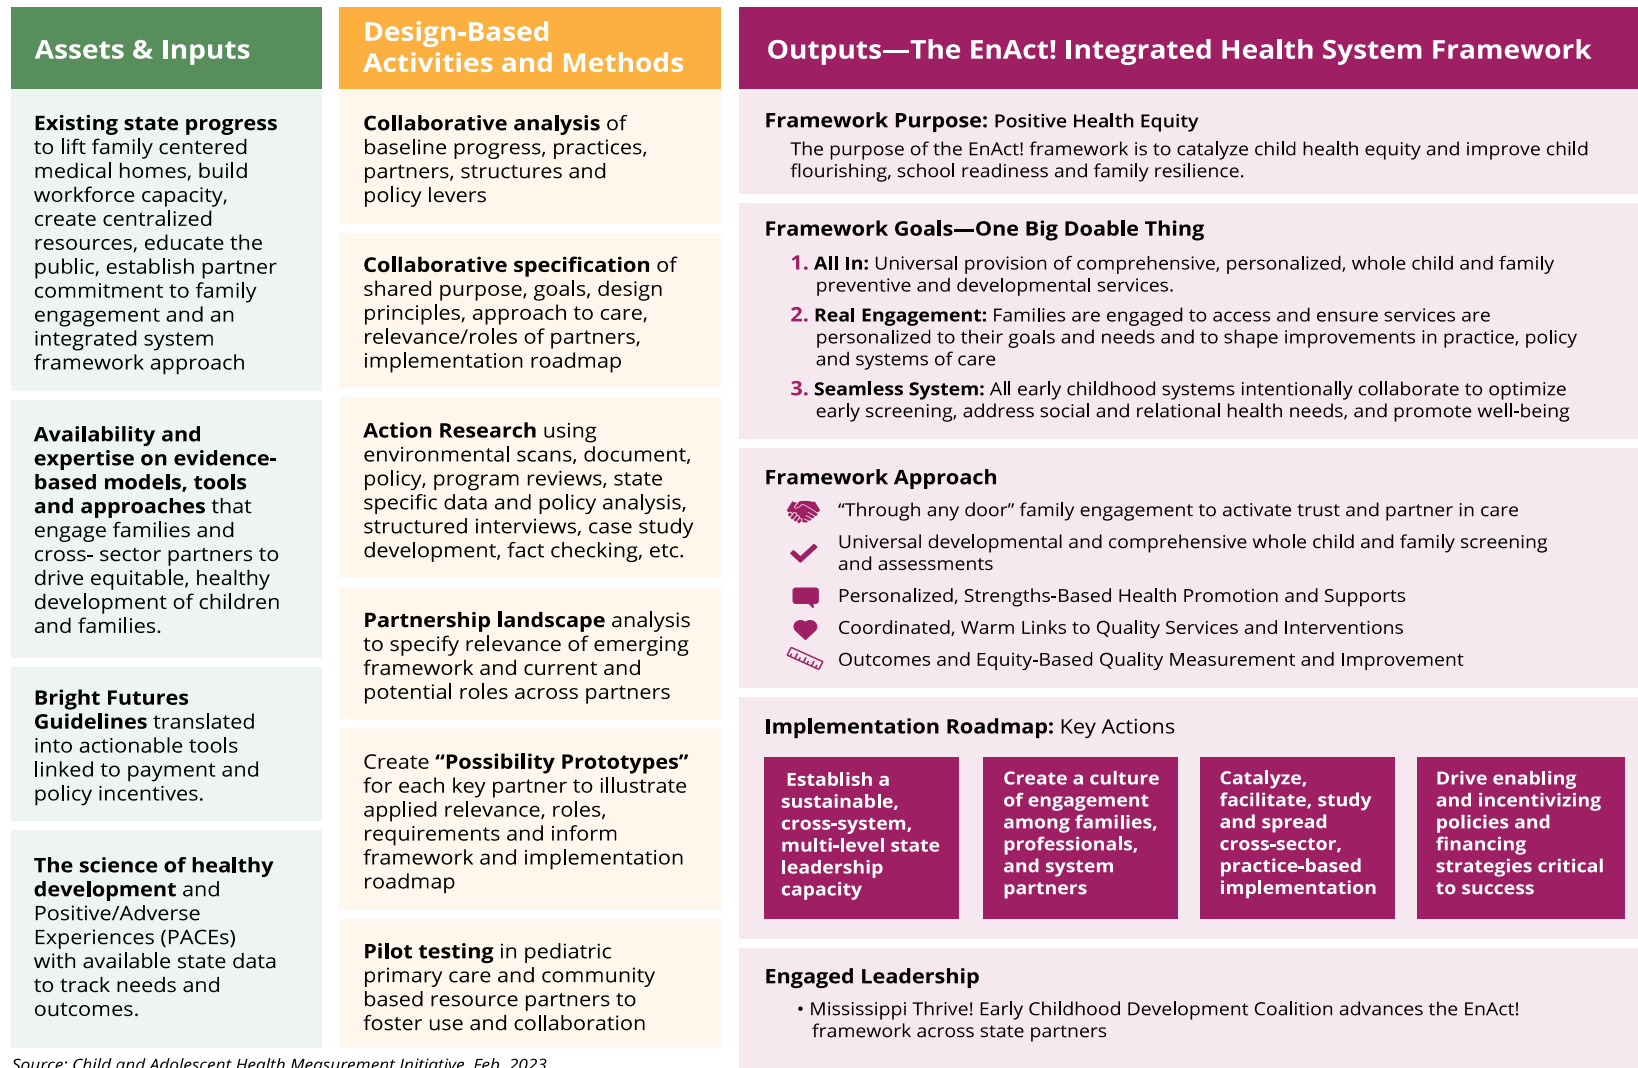 Assets & Inputs
Existing state progress
to lift family centered
medical homes, build
workforce capacity,
create centralized
resources, educate the
public, establish partner
commitment to family
engagement and an
integrated system
framework approach
Availability and
expertise on evidence-
based models, tools
and approaches that
engage families and
cross- sector partners to
drive equitable, healthy
development of children
and families.
Bright Futures
Guidelines translated
into actionable tools
linked to payment and
policy incentives.
The science of healthy
development and
Positive/Adverse
Experiences (PACEs)
with available state data
to track needs and
outcomes.
Design-Based
Activities and Methods
Collaborative analysis of
baseline progress, practices,
partners, structures and
policy levers
Collaborative specification of
shared purpose, goals, design
principles, approach to care,
relevance/roles of partners,
implementation roadmap
Action Research using
environmental scans, document,
policy, program reviews, state
specific data and policy analysis,
structured interviews, case study
development, fact checking, etc.
Partnership landscape analysis
to specify relevance of emerging
framework and current and
potential roles across partners
Create “Possibility Prototypes”
for each key partner to illustrate
applied relevance, roles,
requirements and inform
framework and implementation
roadmap
Pilot testing in pediatric
primary care and community
based resource partners to
foster use and collaboration
Outputs—The EnAct! Integrated Health System Framework
Framework Purpose: Positive Health Equity
The purpose of the EnAct! framework is to catalyze child health equity and improve child
flourishing, school readiness and family resilience.
Framework Goals—One Big Doable Thing
1. All In: Universal provision of comprehensive, personalized, whole child and family
preventive and developmental services.
2. Real Engagement: Families are engaged to access and ensure services are
personalized to their goals and needs and to shape improvements in practice, policy
and systems of care
3. Seamless System: All early childhood systems intentionally collaborate to optimize
early screening, address social and relational health needs, and promote well-being
Framework Approach
“Through any door” family engagement to activate trust and partner in care
Universal developmental and comprehensive whole child and family screening
and assessments
Personalized, Strengths-Based Health Promotion and Supports
Coordinated, Warm Links to Quality Services and Interventions
Outcomes and Equity-Based Quality Measurement and Improvement
Implementation Roadmap: Key Actions
Establish a
sustainable,
cross-system,
multi-level state
leadership
capacity
Create a culture
of engagement
among families,
professionals,
and system
partners
Catalyze,
facilitate, study
and spread
cross-sector,
practice-based
implementation
Drive enabling
and incentivizing
policies and
financing
strategies critical
to success
Engaged Leadership
• Mississippi Thrive! Early Childhood Development Coalition advances the EnAct!
framework across state partners
Source: Child and Adolescent Health Measurement Initiative, Feb. 2023